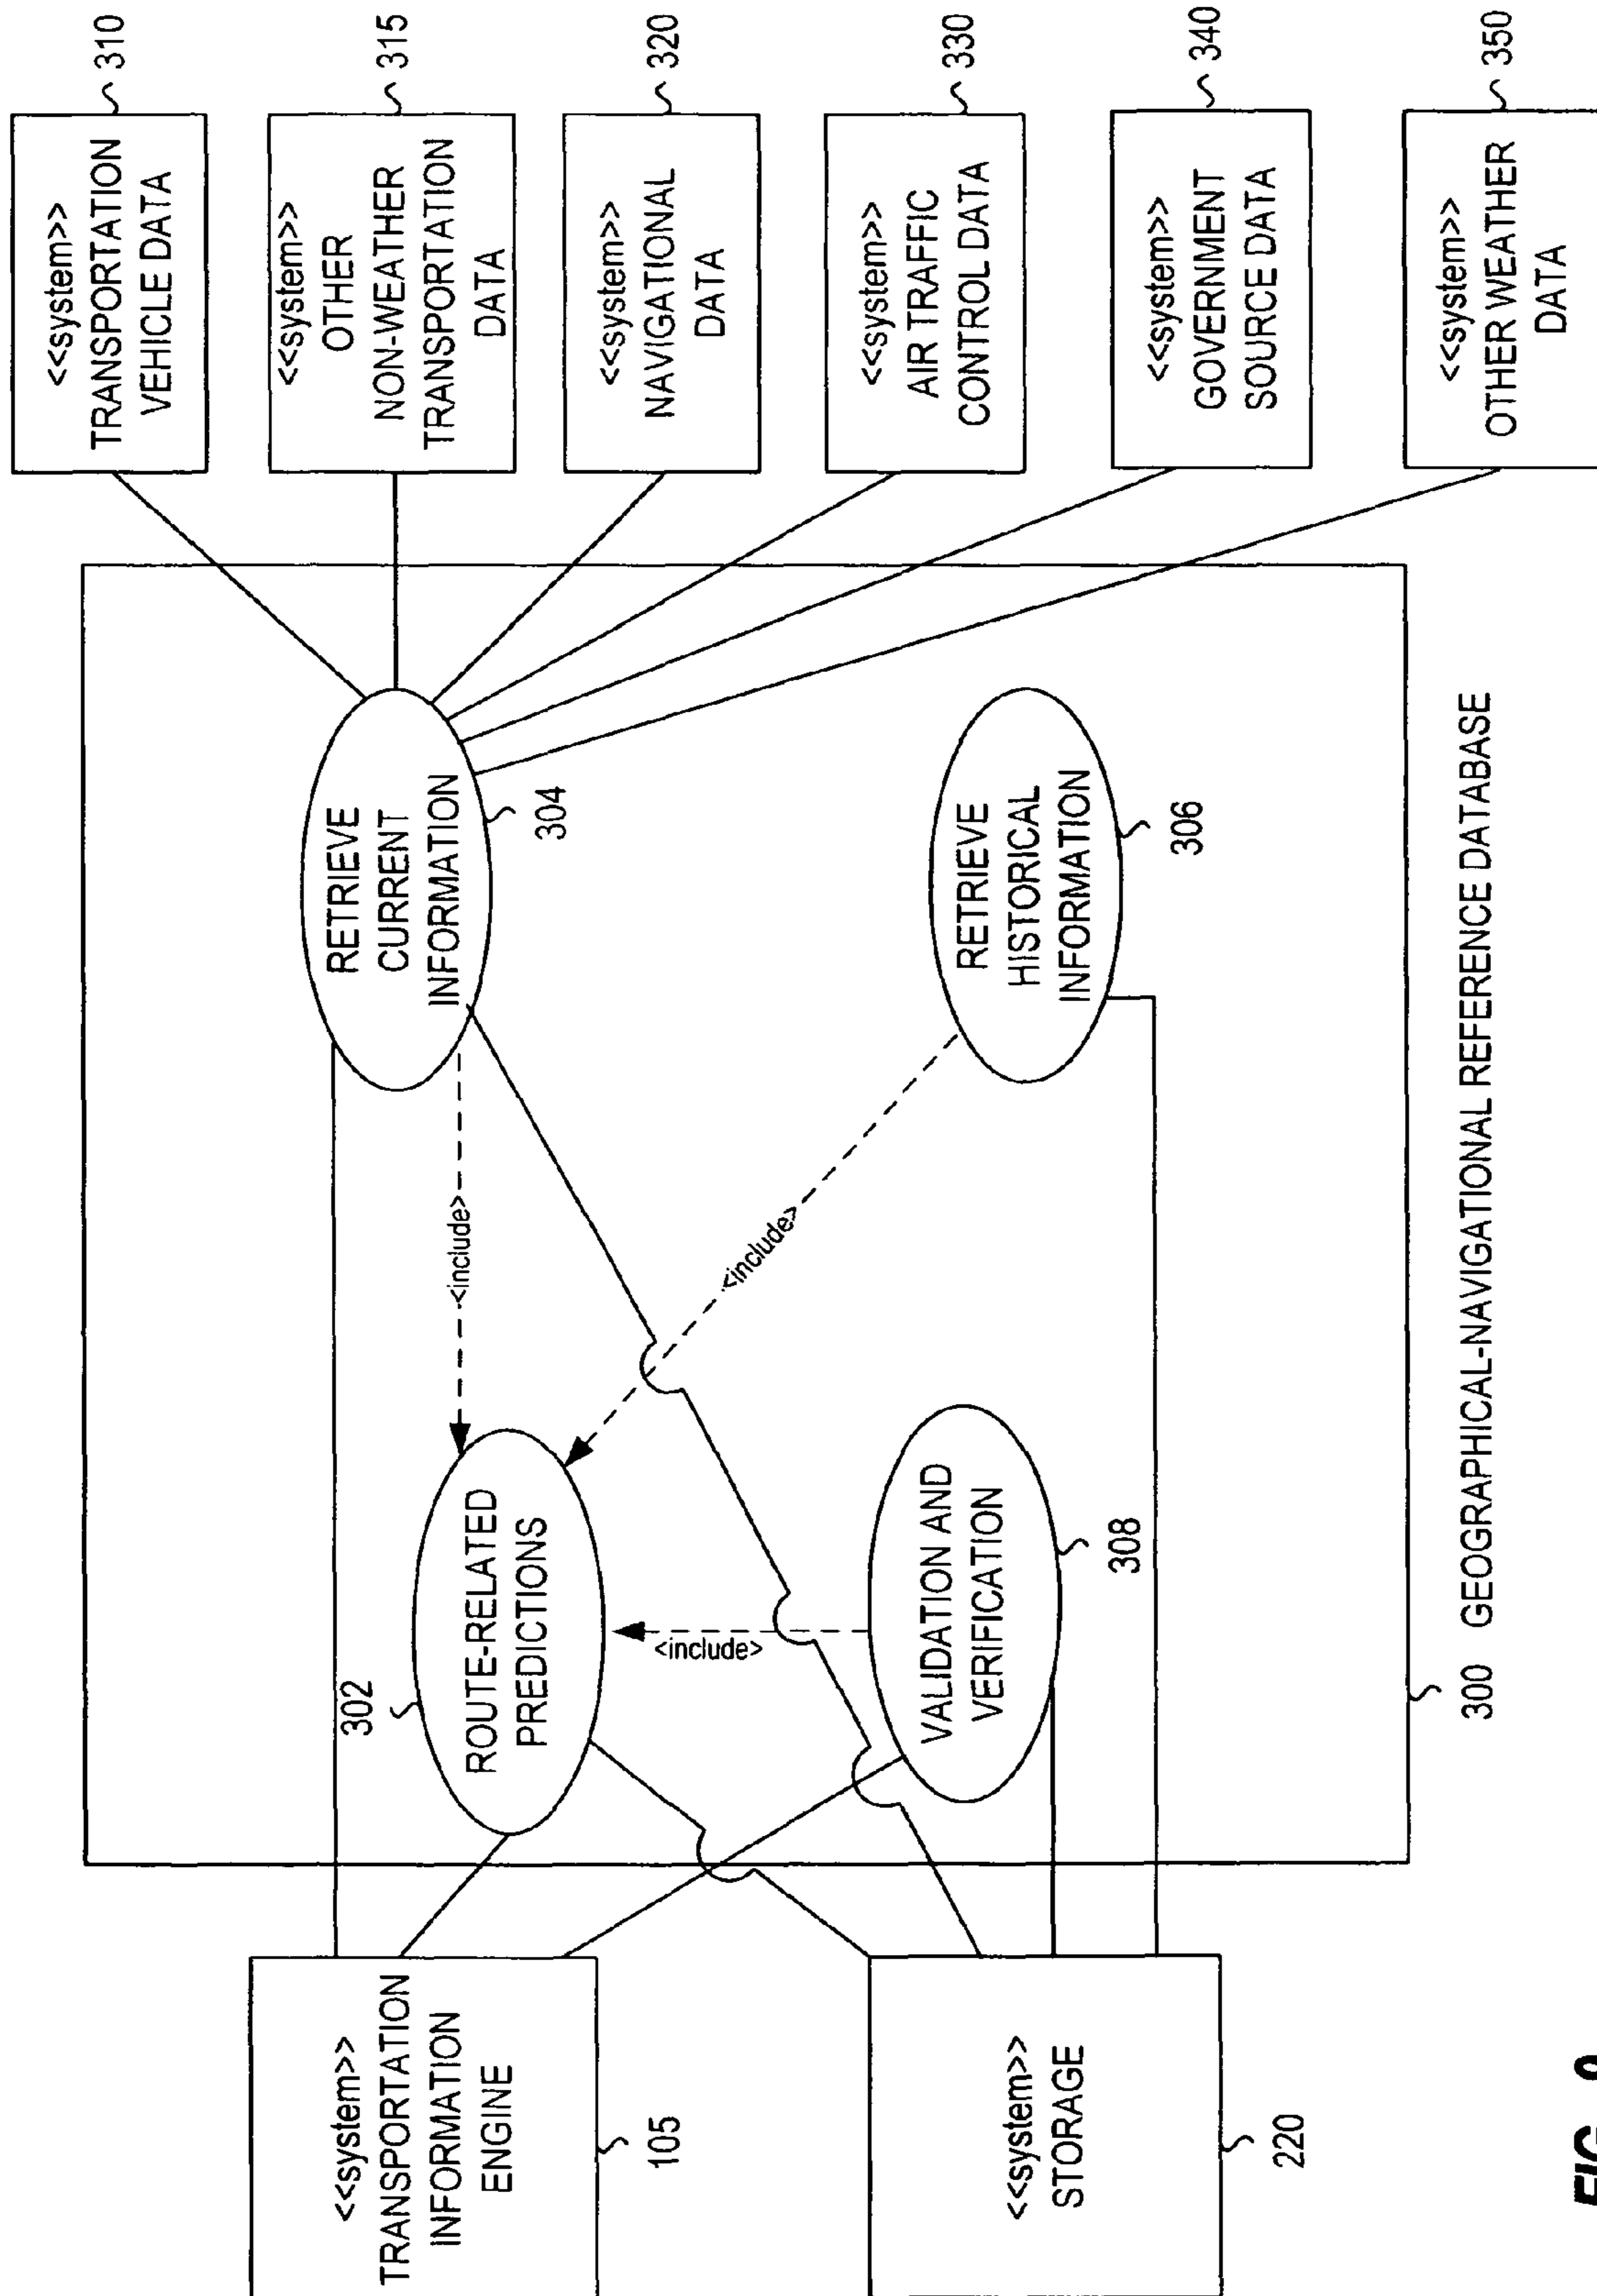 <<system>>
TRANSPORTATION
INFORMATION
ENGINE
105
<<system>>
STORAGE
220
302
ROUTE-RELATED
PREDICTIONS
<include>
<include>
<include>
VALIDATION AND
VERIFICATION
308
RETRIEVE
CURRENT
INFORMATION
304
RETRIEVE
HISTORICAL
INFORMATION
306
300 GEOGRAPHICAL-NAVIGATIONAL REFERENCE DATABASE
<<system>>
TRANSPORTATION
VEHICLE DATA
310
<<system>>
OTHER
NON-WEATHER
TRANSPORTATION
DATA
315
<<system>>
NAVIGATIONAL
DATA
320
<<system>>
AIR TRAFFIC
CONTROL DATA
330
<<system>>
GOVERNMENT
SOURCE DATA
340
<<system>>
OTHER WEATHER
DATA
350
FIG.